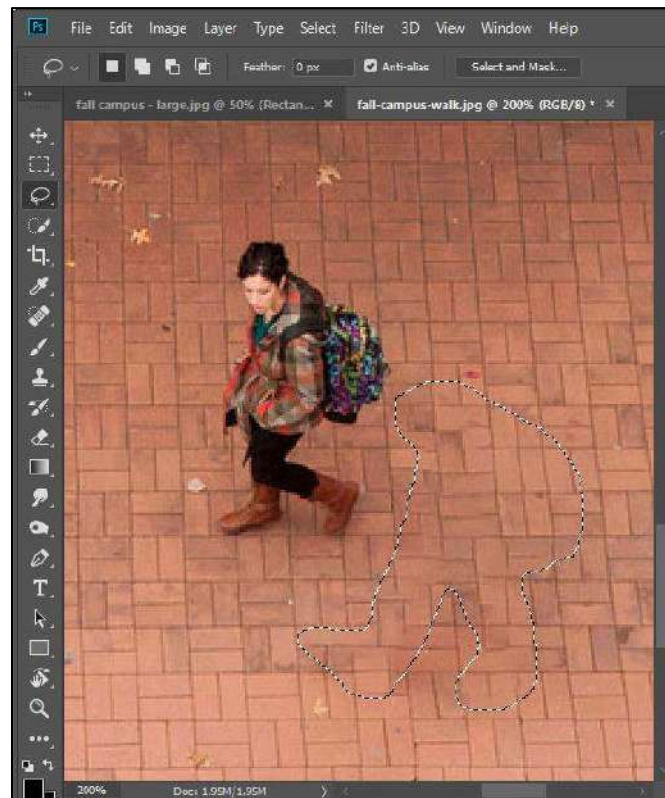 Ps File Edit Image Layer Type Select Filter 3D View Window Help
Feather: 0 px Anti-alias Select and Mask...
fall campus - large.jpg @ 50% (Rectan... × fall-campus-walk.jpg @ 200% (RGB/8) * ×
T
200% Doc: 1.95M/1.95M